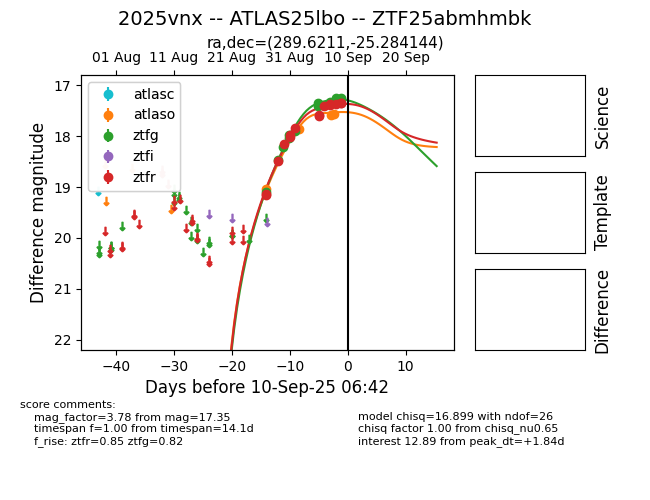 2025vnx -- ATLAS25lbo -- ZTF25abmhmbk
ra,dec=(289.6211,-25.284144)
01 Aug 11 Aug 21 Aug 31 Aug 10 Sep 20 Sep
atlasc
atlaso
ztfg
ztfi
ztfr
17
18
19
20
21
22
Difference magnitude
−40 −30 −20 −10 0 10
Days before 10-Sep-25 06:42
Science
Template
Difference
score comments:
mag_factor=3.78 from mag=17.35
timespan f=1.00 from timespan=14.1d
f_rise: ztfr=0.85 ztfg=0.82
model chisq=16.899 with ndof=26
chisq factor 1.00 from chisq_nu0.65
interest 12.89 from peak_dt=+1.84d